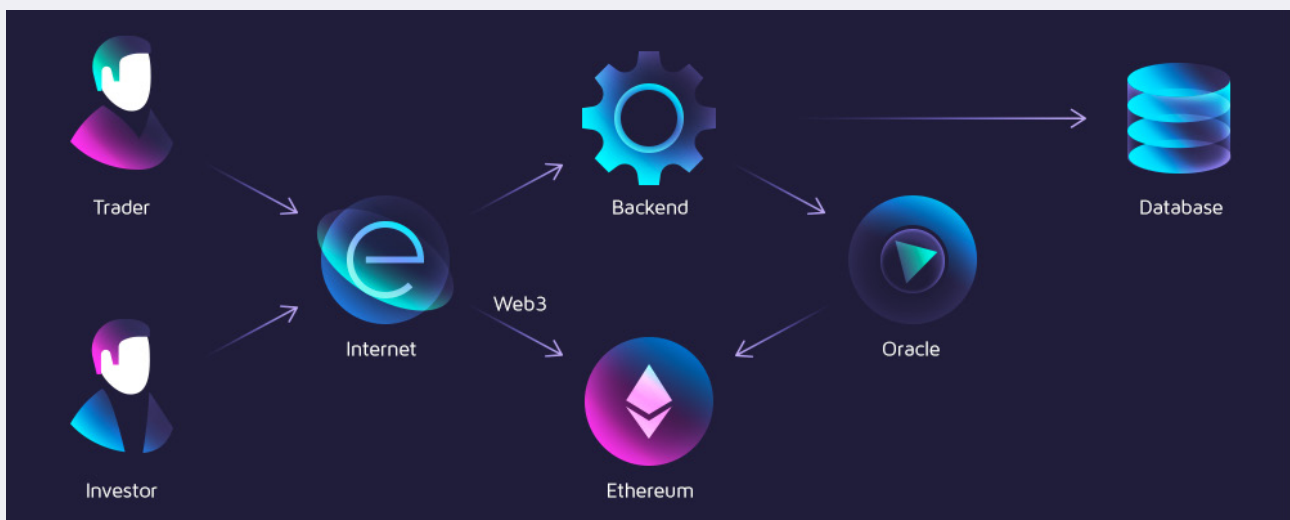 Trader
Backend
Database
Web3
Internet
Oracle
Investor
Ethereum